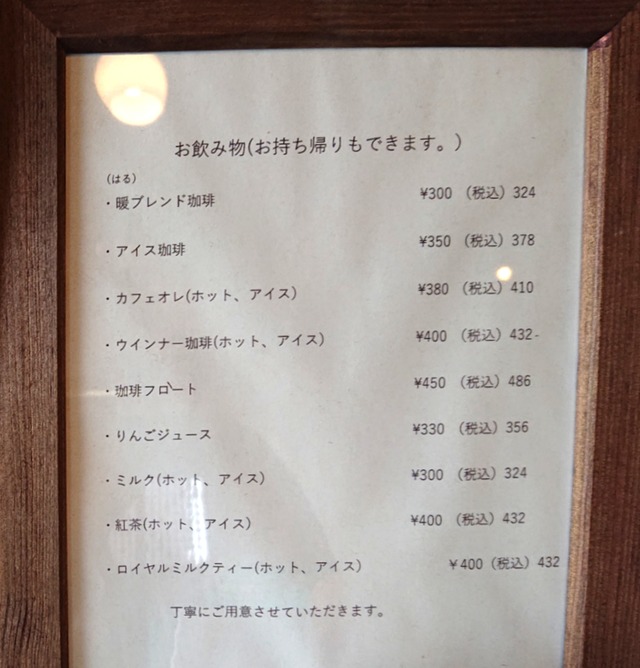 お飲み物(お持ち帰りもできます。)
(はる)
・暖ブレンド珈琲 ¥300 (税込) 324
・アイス珈琲 ¥350 (税込) 378
・カフェオレ(ホット、アイス) ¥380 (税込) 410
・ウインナー珈琲(ホット、アイス) ¥400 (税込) 432-
・珈琲フロート ¥450 (税込) 486
・りんごジュース ¥330 (税込) 356
・ミルク(ホット、アイス) ¥300 (税込) 324
・紅茶(ホット、アイス) ¥400 (税込) 432
・ロイヤルミルクティー(ホット、アイス) ¥400 (税込) 432
丁寧にご用意させていただきます。